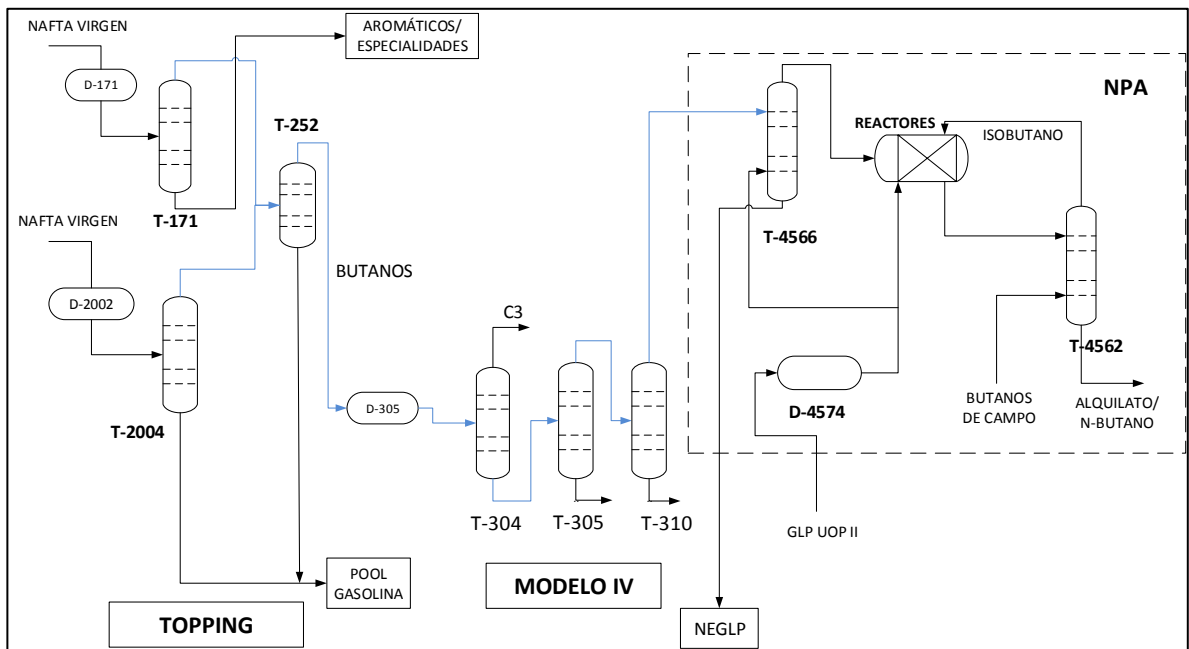 NAFTA VIRGEN
D-171
T-171
AROMÁTICOS/
ESPECIALIDADES
T-252
NAFTA VIRGEN
D-2002
T-2004
BUTANOS
D-305
C3
T-304
T-305
T-310
POOL
GASOLINA
TOPPING
MODELO IV
NPA
T-4566
REACTORES
ISOBUTANO
T-4562
D-4574
BUTANOS
DE CAMPO
ALQUILATO/
N-BUTANO
GLP UOP II
NEGLP